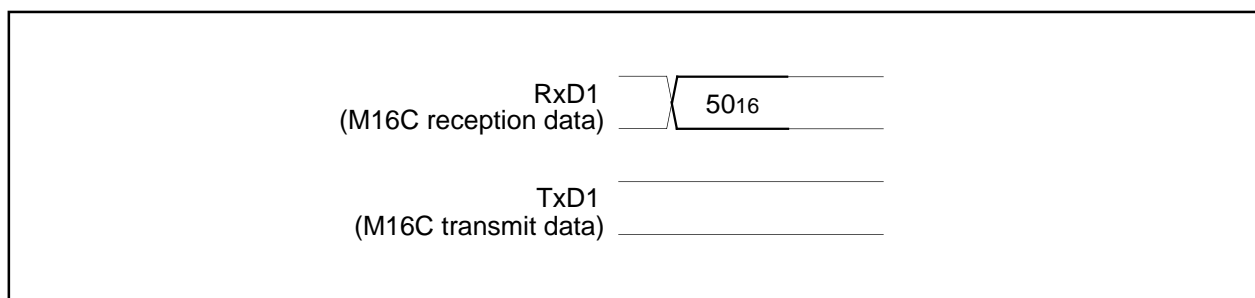 RxD1
(M16C reception data)
5016
TxD1
(M16C transmit data)